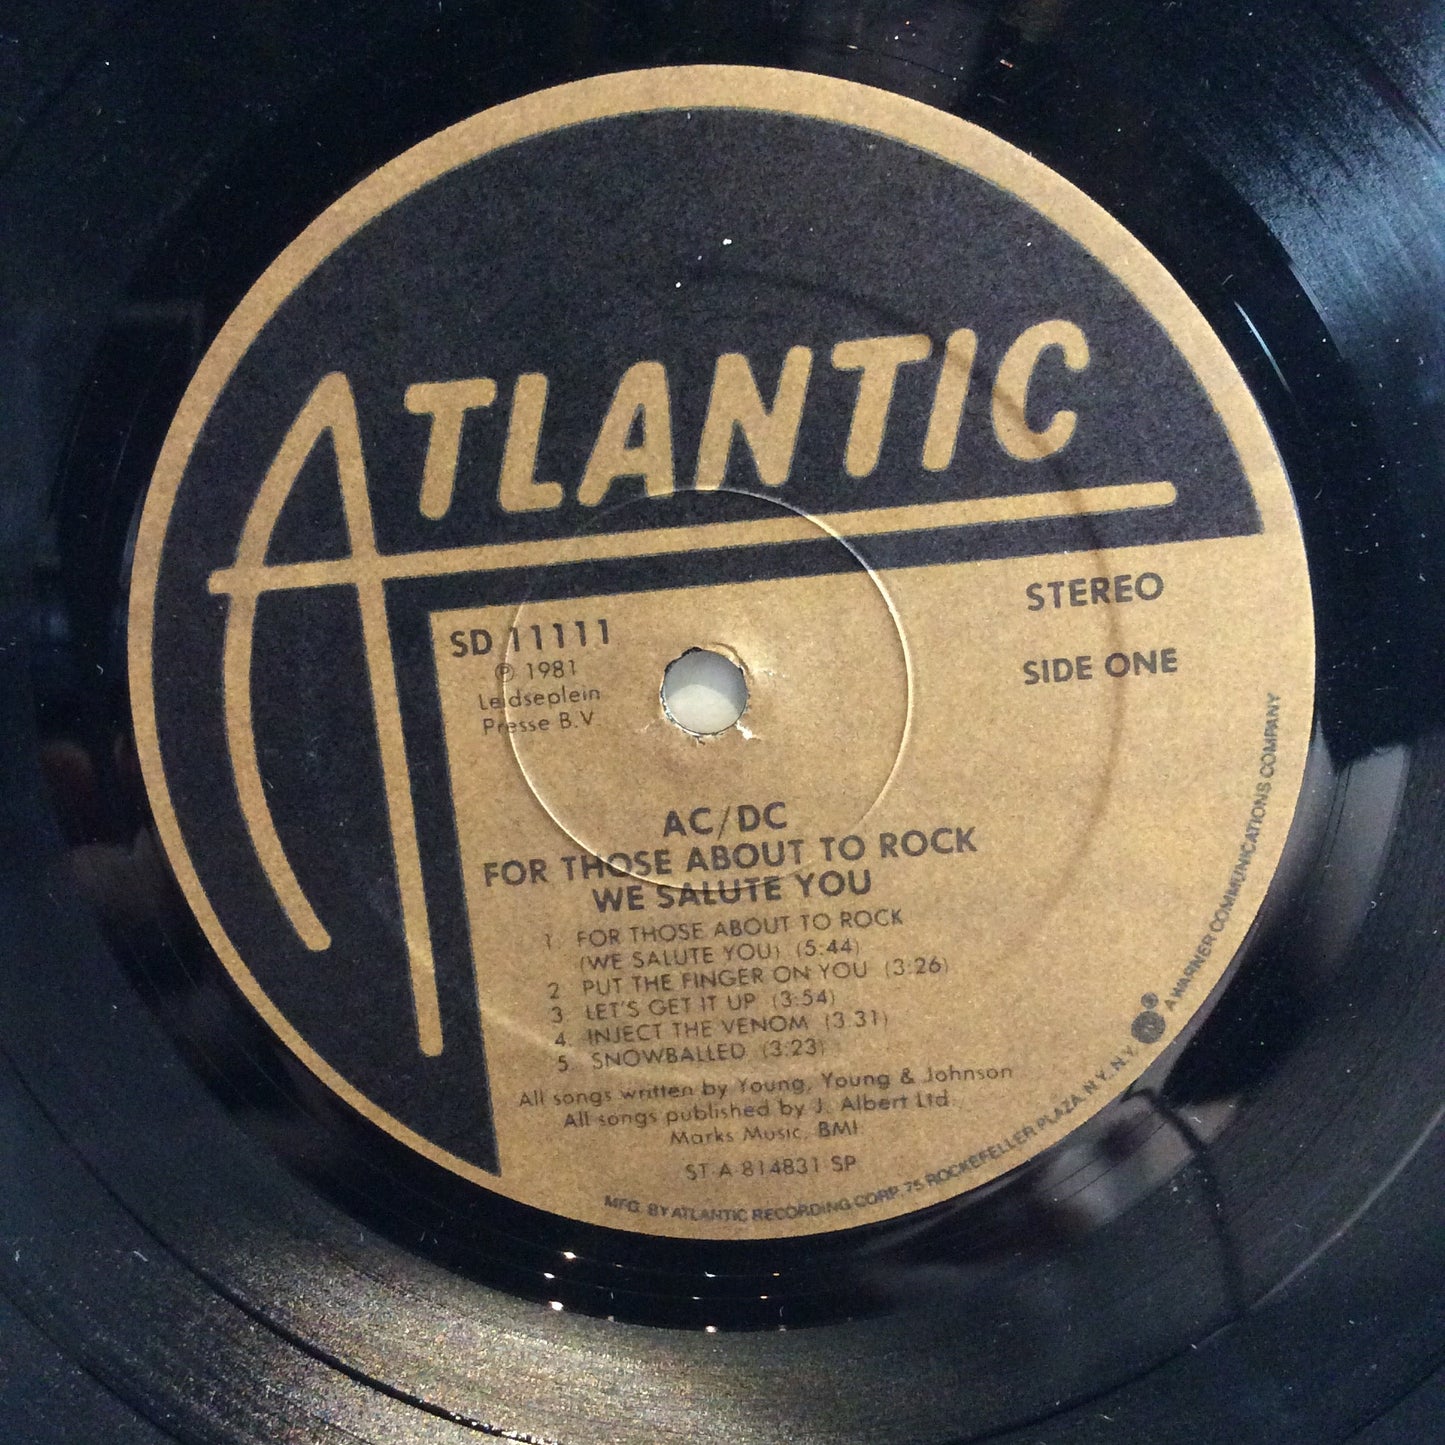 ATLANTIC
STEREO
SIDE ONE
SD 11111
℗ 1981
Leidseplein
Presse B.V
AC/DC
FOR THOSE ABOUT TO ROCK
WE SALUTE YOU
1. FOR THOSE ABOUT TO ROCK
(WE SALUTE YOU) (5:44)
2 PUT THE FINGER ON YOU (3:26)
3 LET'S GET IT UP (3:54)
4. INJECT THE VENOM (3:31)
5. SNOWBALLED (3:23)
All songs written by Young, Young & Johnson
All songs published by J. Albert Ltd.
Marks Music, BMI
ST A 814831 SP
MFG. BY ATLANTIC RECORDING CORP. 75 ROCKEFELLER PLAZA, N.Y., N.Y. ® A WARNER COMMUNICATIONS COMPANY